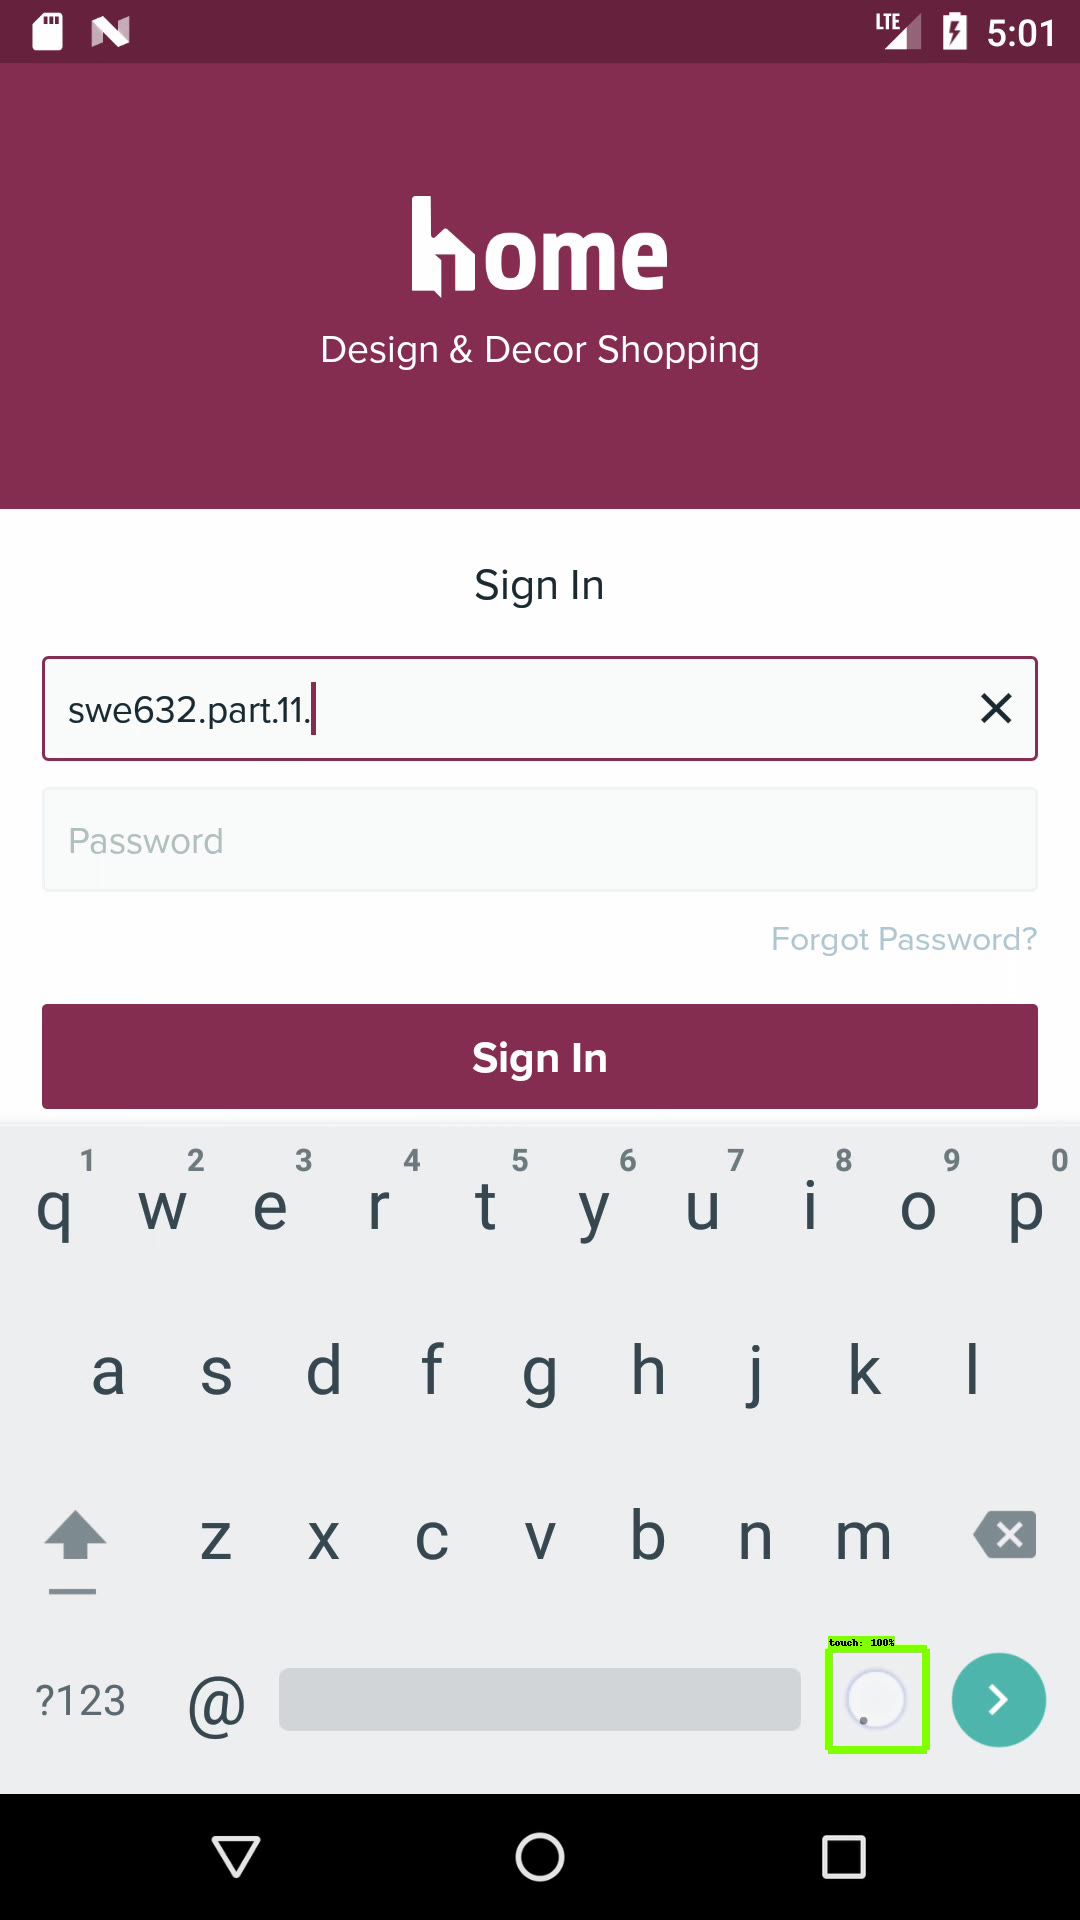 LTE 5:01
home
Design & Decor Shopping
Sign In
swe632.part.11.
Password
Forgot Password?
Sign In
1 2 3 4 5 6 7 8 9 0
q w e r t y u i o p
a s d f g h j k l
z x c v b n m
touch: 100%
?123 @ .